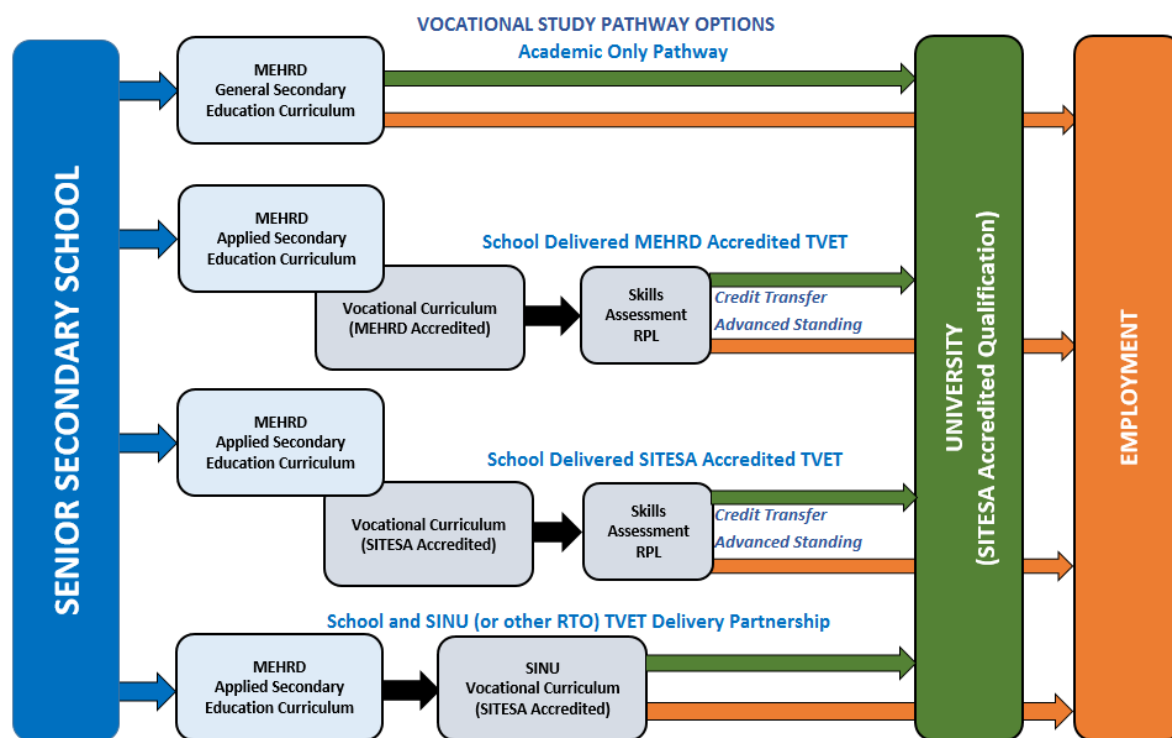 VOCATIONAL STUDY PATHWAY OPTIONS
Academic Only Pathway
SENIOR SECONDARY SCHOOL
MEHRD
General Secondary
Education Curriculum
MEHRD
Applied Secondary
Education Curriculum
School Delivered MEHRD Accredited TVET
Vocational Curriculum
(MEHRD Accredited)
Skills
Assessment
RPL
Credit Transfer
Advanced Standing
MEHRD
Applied Secondary
Education Curriculum
School Delivered SITESA Accredited TVET
Vocational Curriculum
(SITESA Accredited)
Skills
Assessment
RPL
Credit Transfer
Advanced Standing
School and SINU (or other RTO) TVET Delivery Partnership
MEHRD
Applied Secondary
Education Curriculum
SINU
Vocational Curriculum
(SITESA Accredited)
UNIVERSITY
(SITESA Accredited Qualification)
EMPLOYMENT